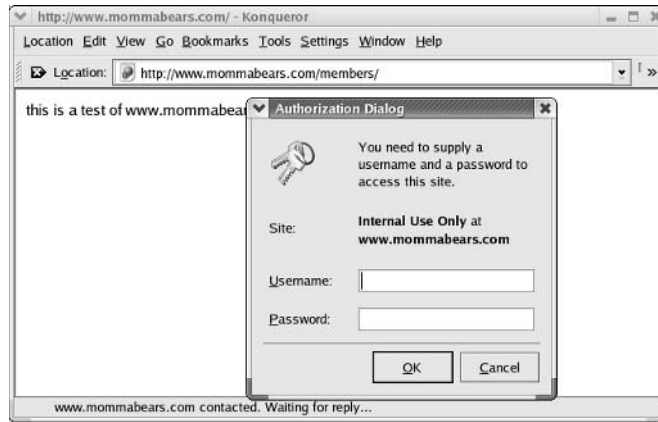 http://www.mommabears.com/ - Konqueror
Location Edit View Go Bookmarks Tools Settings Window Help
Location: http://www.mommabears.com/members/
this is a test of www.mommabear
Authorization Dialog
You need to supply a
username and a password to
access this site.
Site: Internal Use Only at
www.mommabears.com
Username:
Password:
OK Cancel
www.mommabears.com contacted. Waiting for reply...